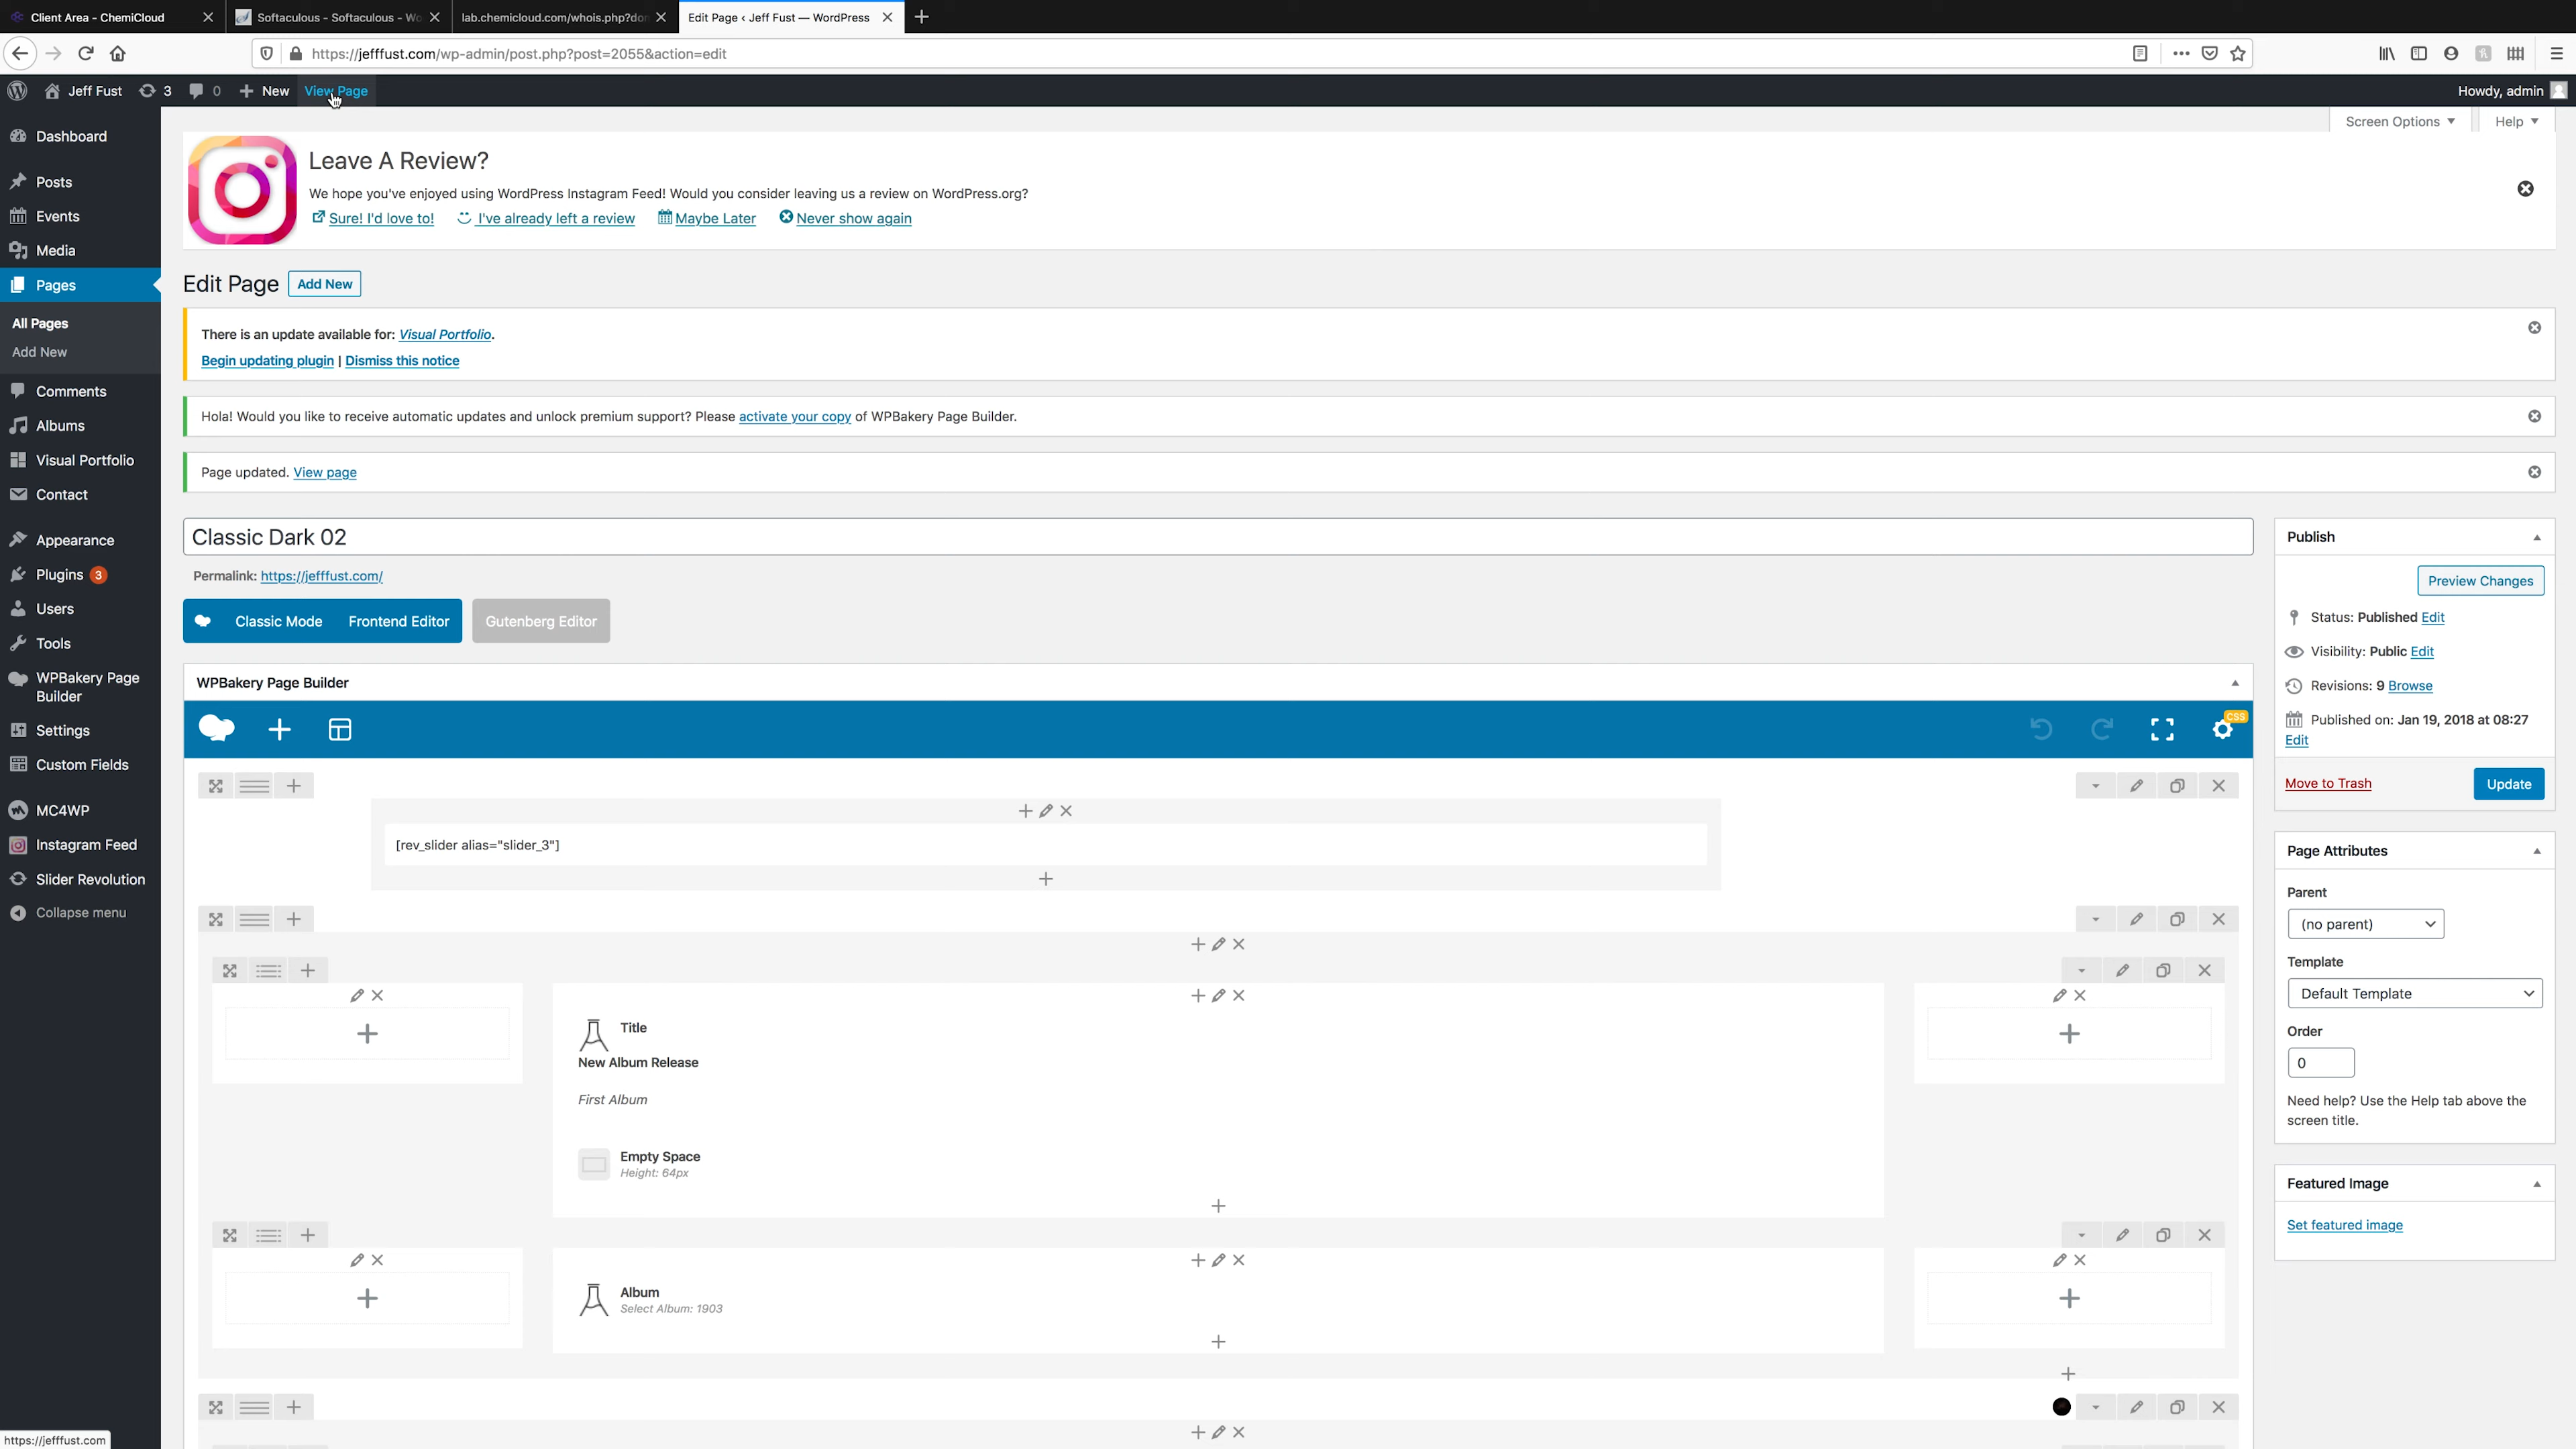 Client Area - ChemiCloud
Softaculous - Softaculous - Wo
lab.chemicloud.com/whois.php?do
Edit Page ‹ Jeff Fust — WordPress
https://jefffust.com/wp-admin/post.php?post=2055&action=edit
Jeff Fust 3 0 New View Page
Howdy, admin
Screen Options
Help
Dashboard
Posts
Events
Media
Pages
All Pages
Add New
Comments
Albums
Visual Portfolio
Contact
Appearance
Plugins 3
Users
Tools
WPBakery Page
Builder
Settings
Custom Fields
MC4WP
Instagram Feed
Slider Revolution
Collapse menu
Leave A Review?
We hope you've enjoyed using WordPress Instagram Feed! Would you consider leaving us a review on WordPress.org?
Sure! I'd love to! I've already left a review Maybe Later Never show again
Edit Page Add New
There is an update available for: Visual Portfolio.
Begin updating plugin | Dismiss this notice
Hola! Would you like to receive automatic updates and unlock premium support? Please activate your copy of WPBakery Page Builder.
Page updated. View page
Classic Dark 02
Permalink: https://jefffust.com/
Classic Mode Frontend Editor Gutenberg Editor
WPBakery Page Builder
CSS
[rev_slider alias="slider_3"]
Title
New Album Release
First Album
Empty Space
Height: 64px
Album
Select Album: 1903
Publish
Preview Changes
Status: Published Edit
Visibility: Public Edit
Revisions: 9 Browse
Published on: Jan 19, 2018 at 08:27
Edit
Move to Trash
Update
Page Attributes
Parent
(no parent)
Template
Default Template
Order
0
Need help? Use the Help tab above the
screen title.
Featured Image
Set featured image
https://jefffust.com